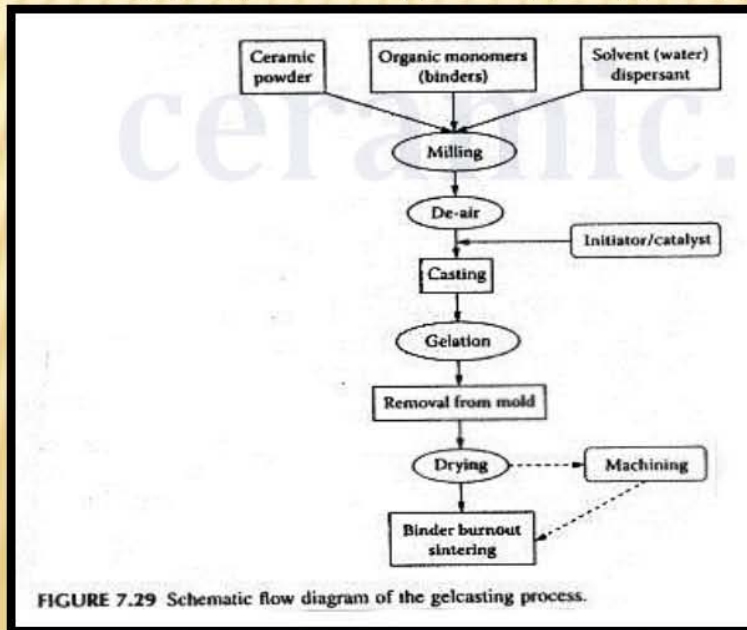 Ceramic
powder
Organic monomers
(binders)
Solvent (water)
dispersant
ceramic.
Milling
De-air
Initiator/catalyst
Casting
Gelation
Removal from mold
Drying
Machining
Binder burnout
sintering
FIGURE 7.29 Schematic flow diagram of the gelcasting process.